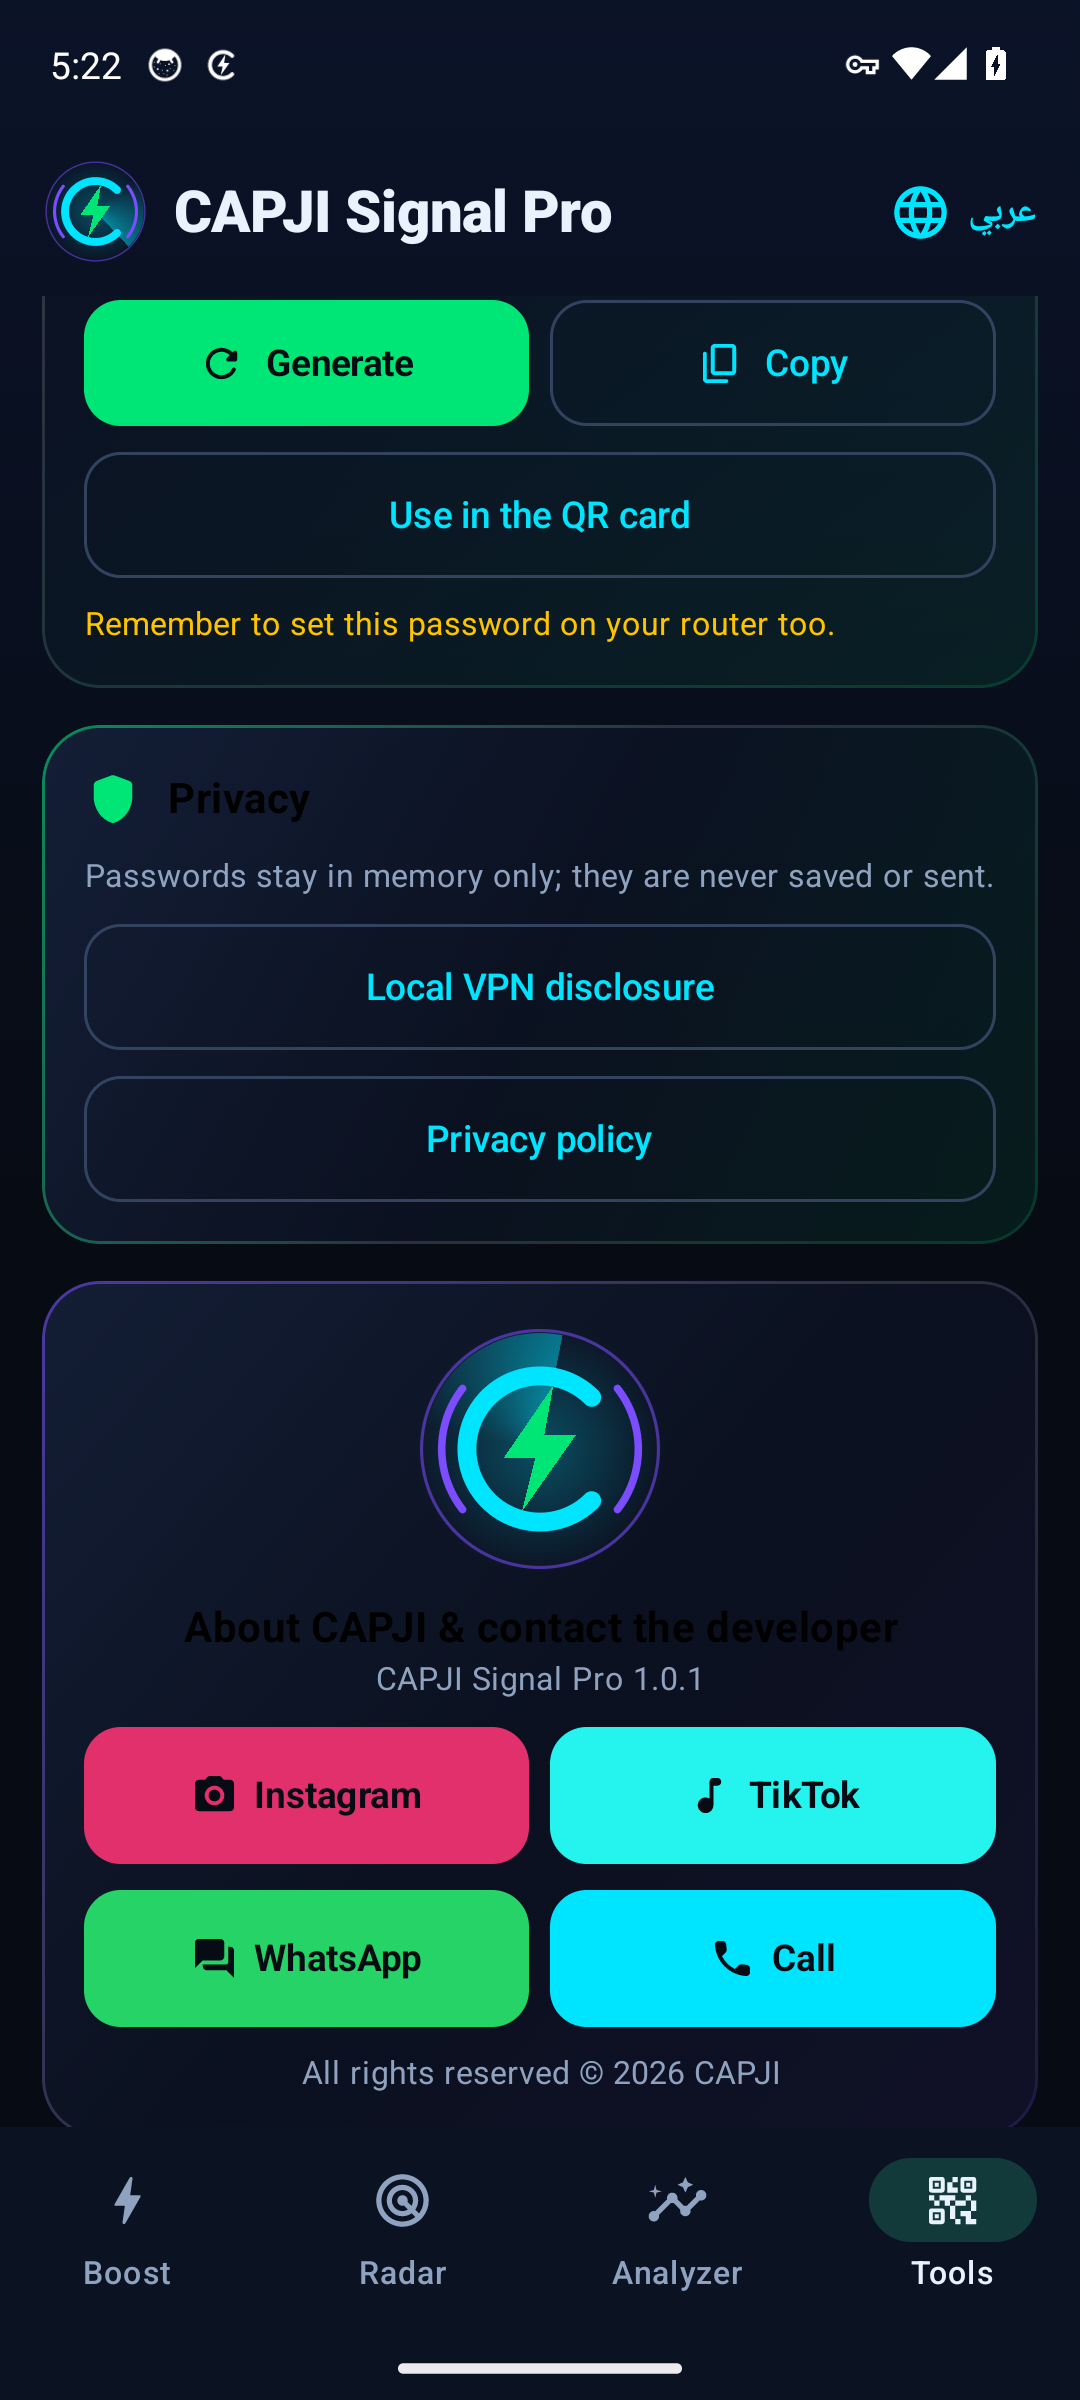 5:22
CAPJI Signal Pro
عربي
Generate
Copy
Use in the QR card
Remember to set this password on your router too.
Privacy
Passwords stay in memory only; they are never saved or sent.
Local VPN disclosure
Privacy policy
About CAPJI & contact the developer
CAPJI Signal Pro 1.0.1
Instagram
TikTok
WhatsApp
Call
All rights reserved © 2026 CAPJI
Boost
Radar
Analyzer
Tools